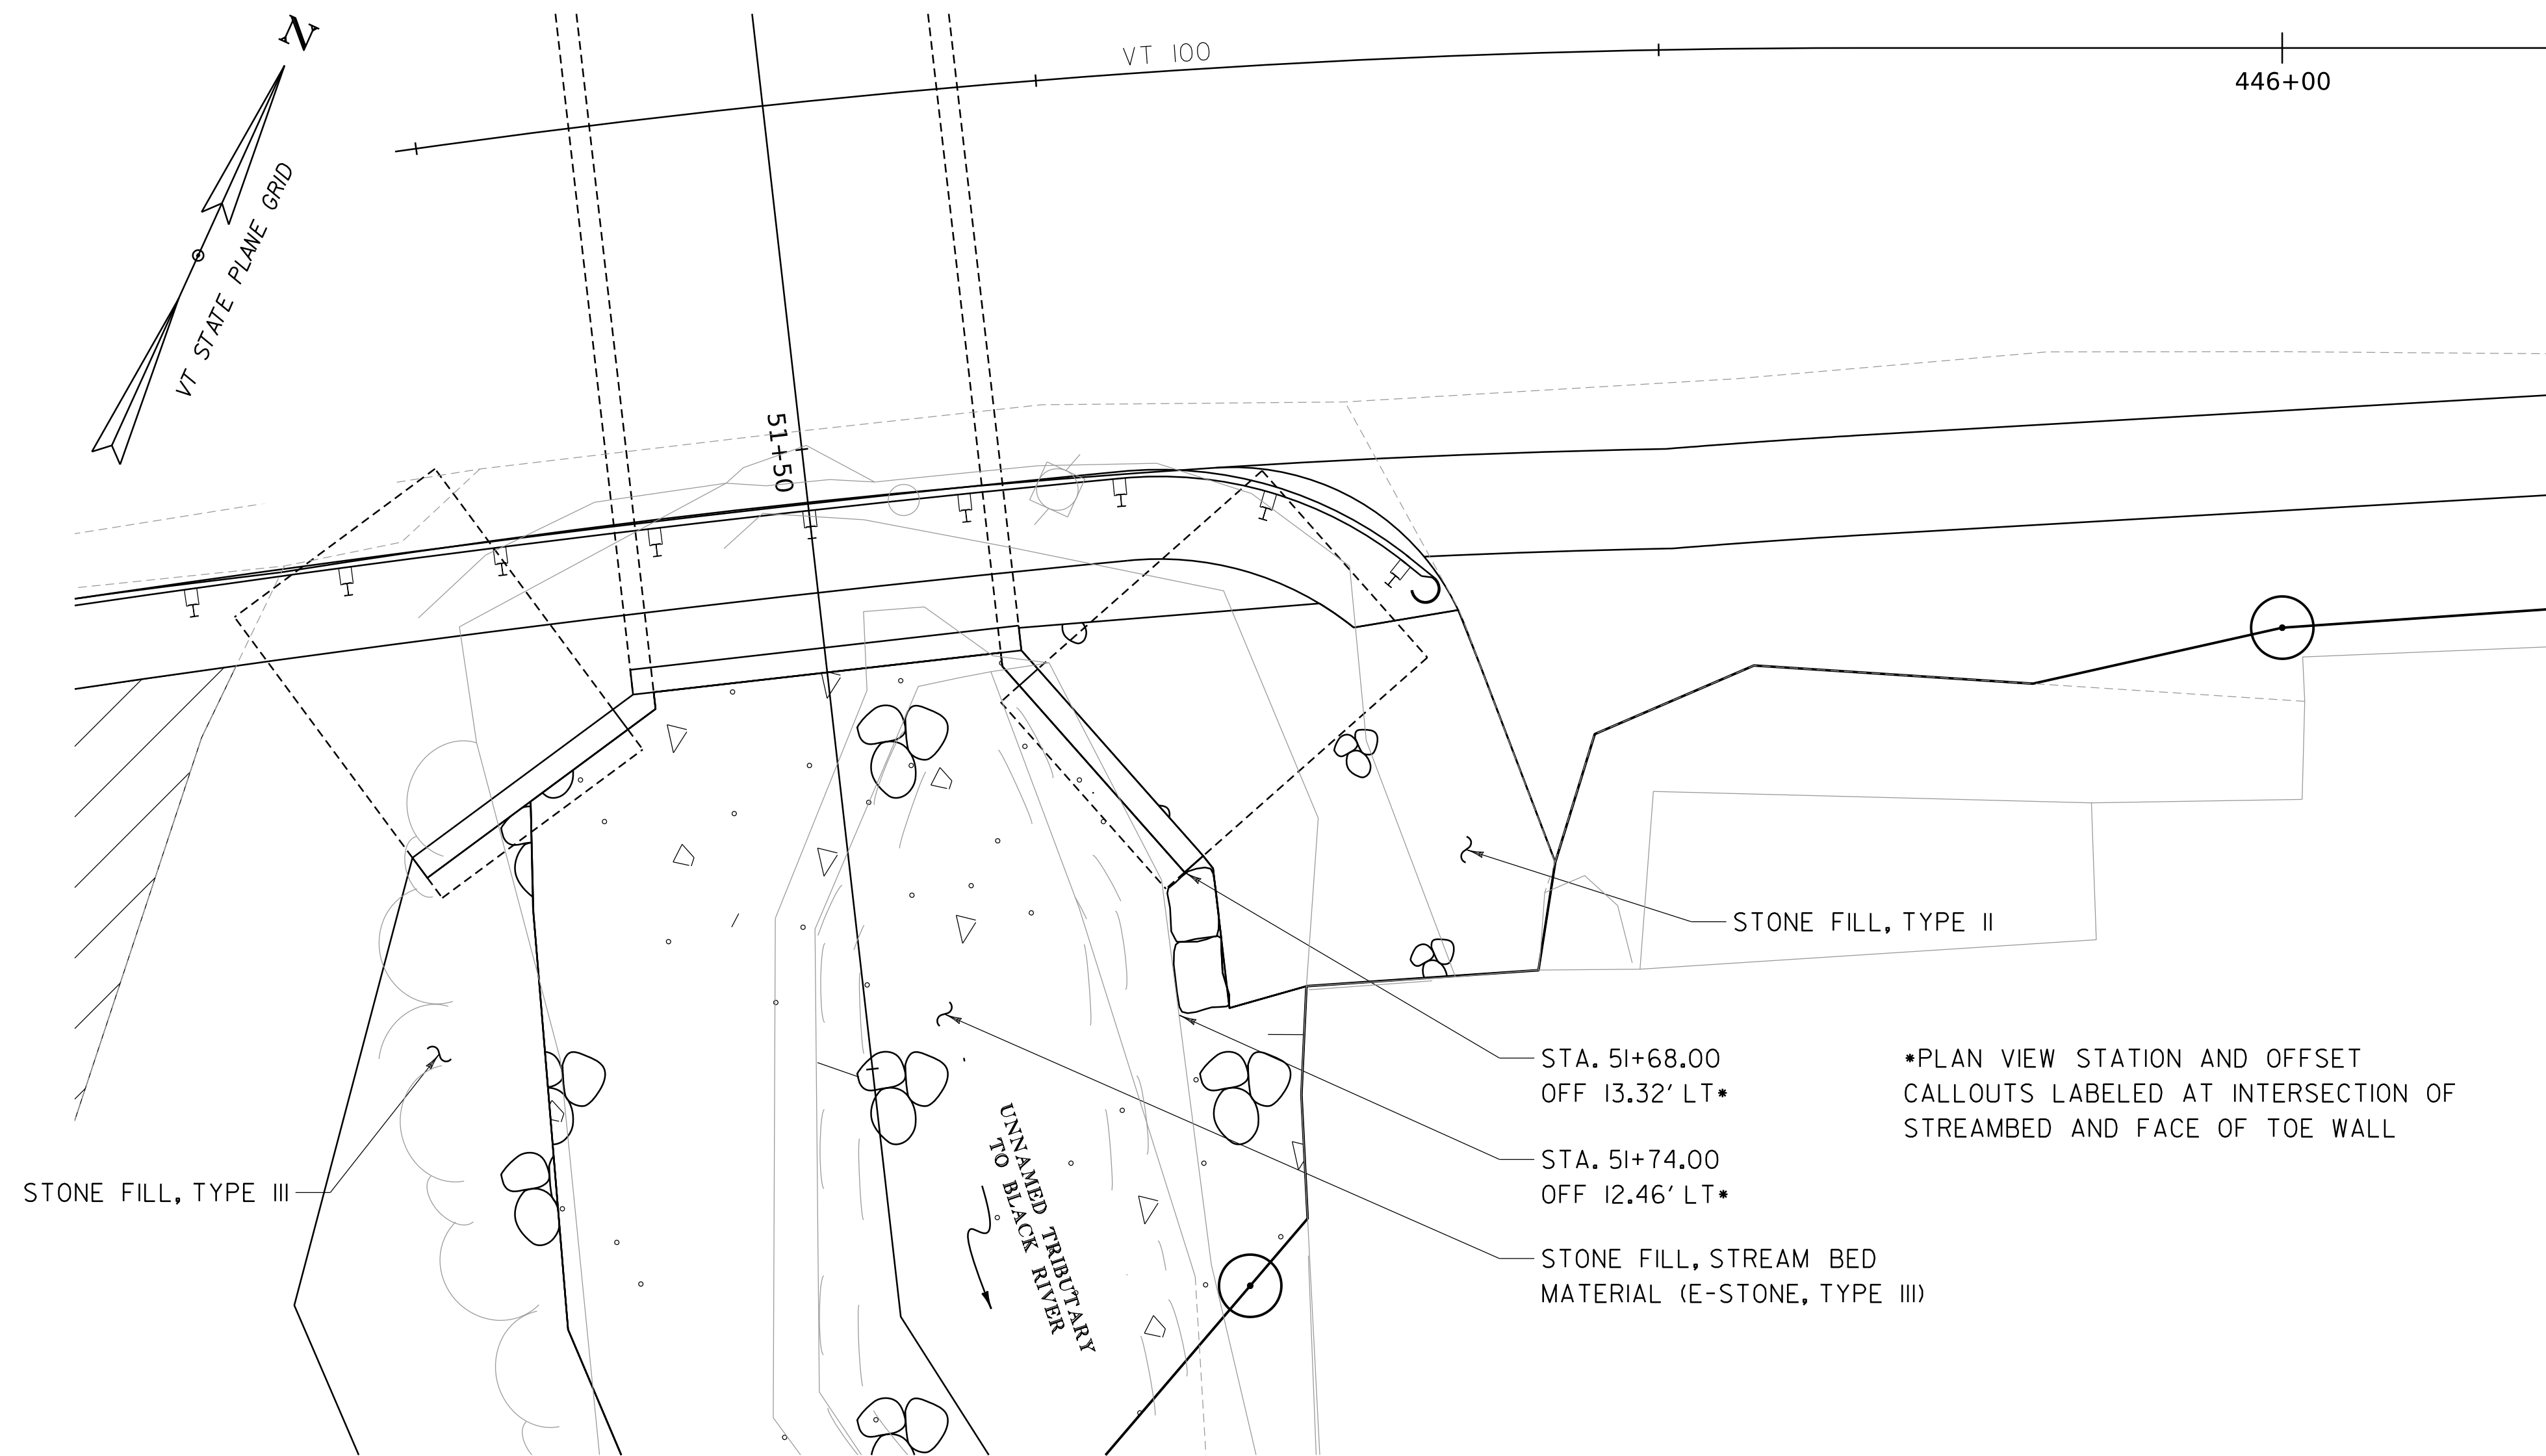 N
VT STATE PLANE GRID
VT 100
446+00
51+50
STONE FILL, TYPE II
STA. 51+68.00
OFF 13.32' LT*
STA. 51+74.00
OFF 12.46' LT*
*PLAN VIEW STATION AND OFFSET
CALLOUTS LABELED AT INTERSECTION OF
STREAMBED AND FACE OF TOE WALL
STONE FILL, TYPE III
UNNAMED TRIBUTARY
TO BLACK RIVER
STONE FILL, STREAM BED
MATERIAL (E-STONE, TYPE III)